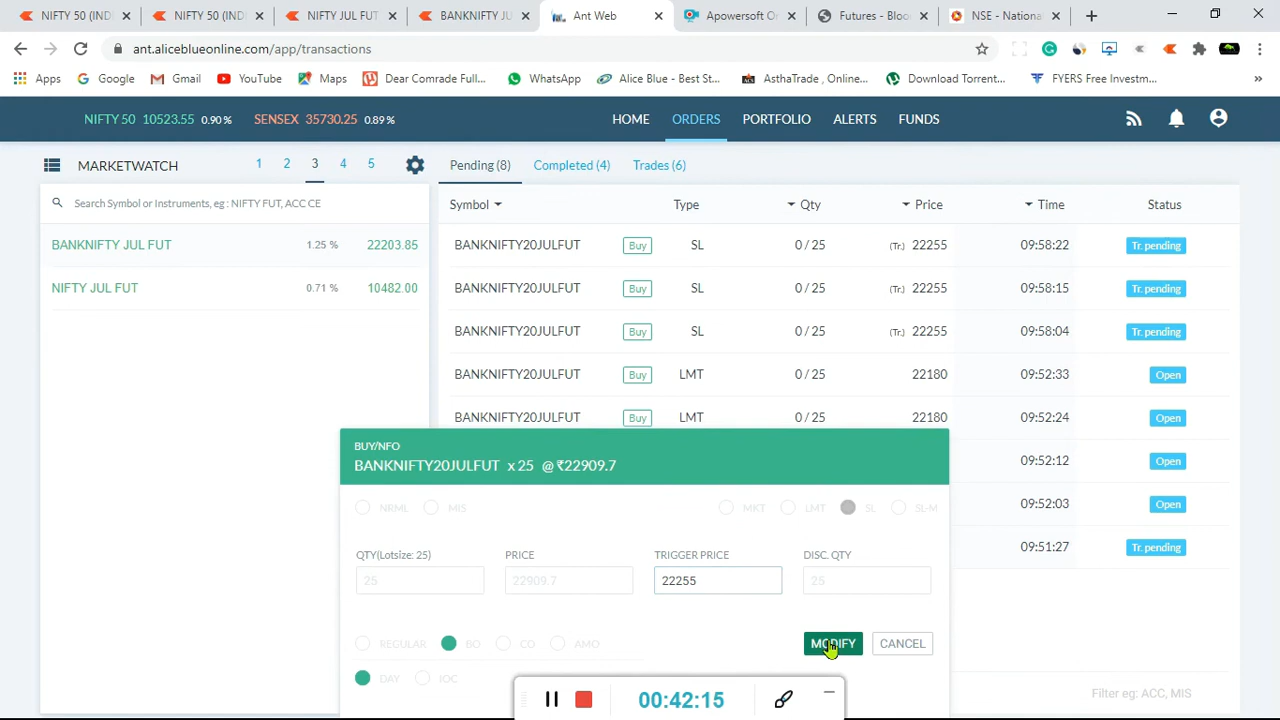 NIFTY 50 (INDI
NIFTY 50 (INDI
NIFTY JUL FUT
BANKNIFTY JUL
Ant Web
Apowersoft On
Futures - Bloc
NSE - Nationa
ant.aliceblueonline.com/app/transactions
Apps
Google
Gmail
YouTube
Maps
Dear Comrade Full...
WhatsApp
Alice Blue - Best St...
AsthaTrade , Online...
Download Torrent...
FYERS Free Investm...
NIFTY 50 10523.55 0.90 %
SENSEX 35730.25 0.89 %
HOME
ORDERS
PORTFOLIO
ALERTS
FUNDS
MARKETWATCH
1 2 3 4 5
Pending (8)
Completed (4)
Trades (6)
Search Symbol or Instruments, eg : NIFTY FUT, ACC CE
Symbol Type Qty Price Time Status
BANKNIFTY JUL FUT 1.25 % 22203.85
NIFTY JUL FUT 0.71 % 10482.00
BANKNIFTY20JULFUT Buy SL 0 / 25 (Tr.) 22255 09:58:22 Tr. pending
BANKNIFTY20JULFUT Buy SL 0 / 25 (Tr.) 22255 09:58:15 Tr. pending
BANKNIFTY20JULFUT Buy SL 0 / 25 (Tr.) 22255 09:58:04 Tr. pending
BANKNIFTY20JULFUT Buy LMT 0 / 25 22180 09:52:33 Open
BANKNIFTY20JULFUT Buy LMT 0 / 25 22180 09:52:24 Open
09:52:12 Open
09:52:03 Open
09:51:27 Tr. pending
BUY/NFO
BANKNIFTY20JULFUT x 25 @ ₹22909.7
NRML MIS MKT LMT SL SL-M
QTY(Lotsize: 25) PRICE TRIGGER PRICE DISC. QTY
25 22909.7 22255 25
REGULAR BO CO AMO
MODIFY CANCEL
DAY IOC
Filter eg: ACC, MIS
00:42:15